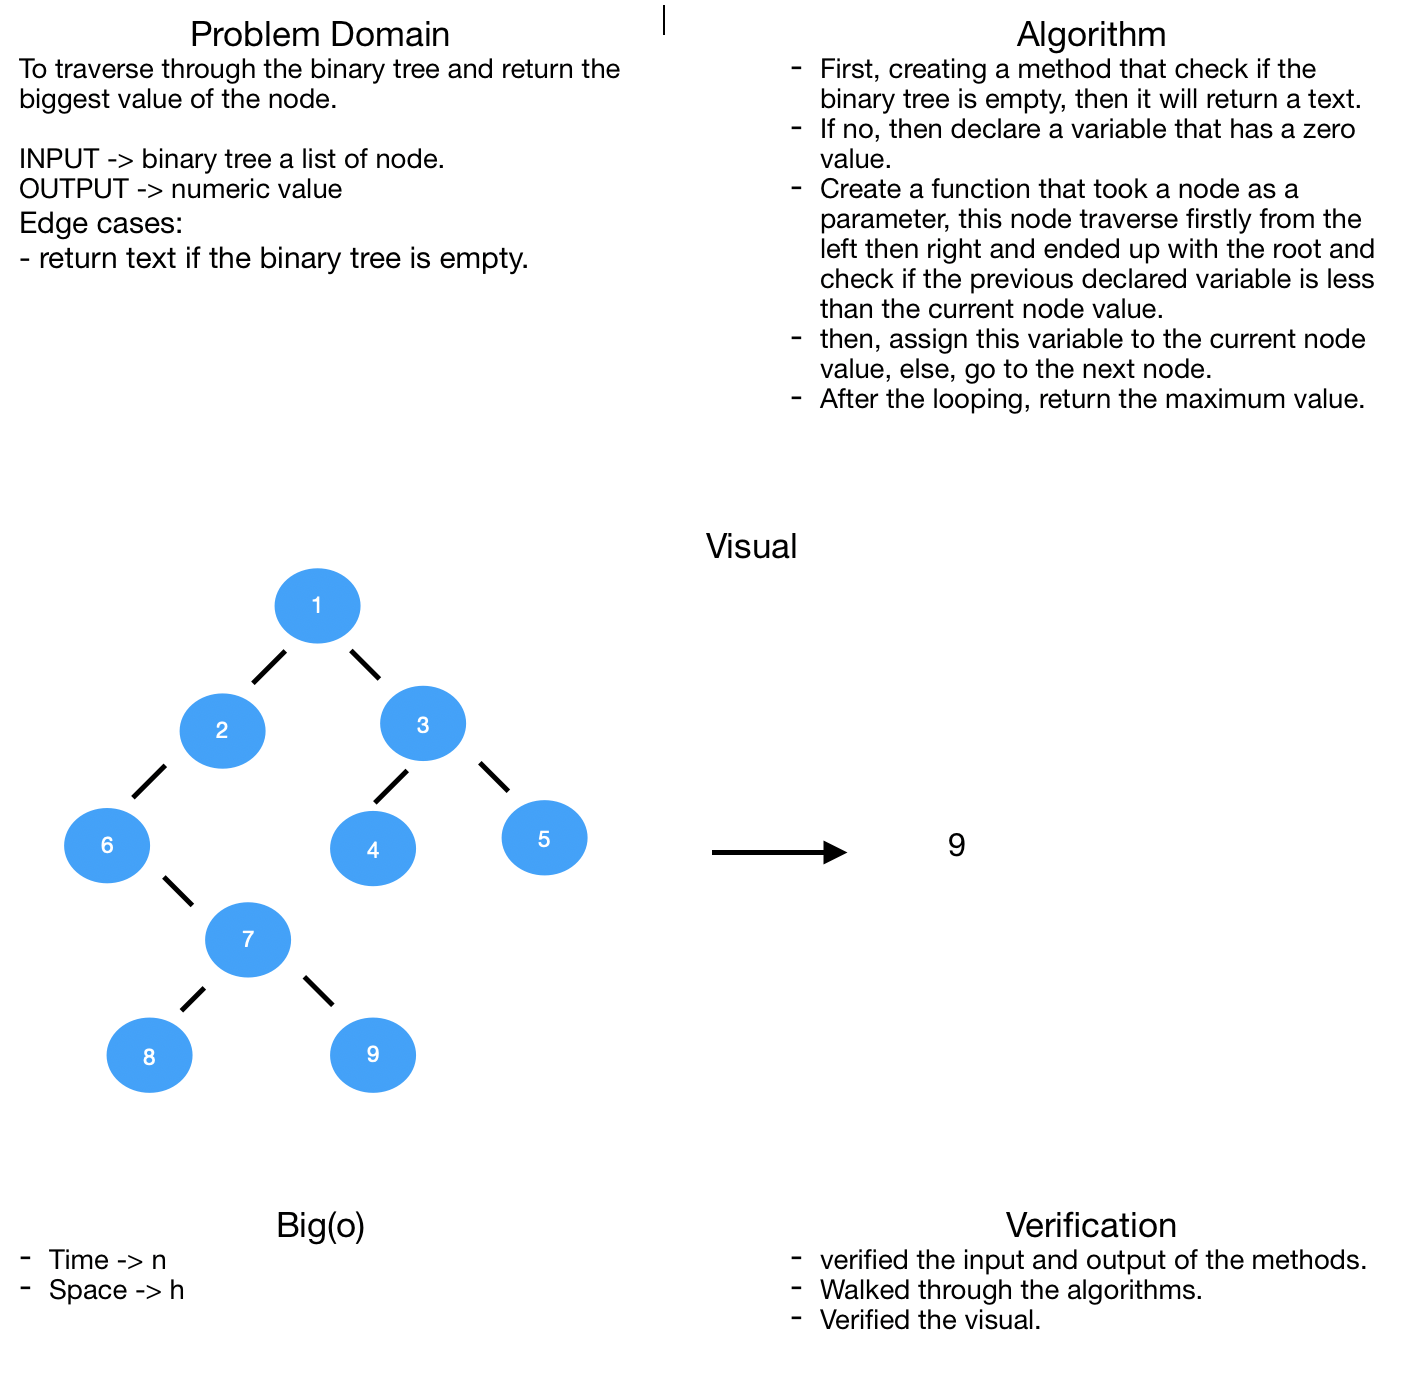 Problem Domain
To traverse through the binary tree and return the
biggest value of the node.
INPUT -> binary tree a list of node.
OUTPUT -> numeric value
Edge cases:
- return text if the binary tree is empty.
Algorithm
- First, creating a method that check if the
binary tree is empty, then it will return a text.
- If no, then declare a variable that has a zero
value.
- Create a function that took a node as a
parameter, this node traverse firstly from the
left then right and ended up with the root and
check if the previous declared variable is less
than the current node value.
- then, assign this variable to the current node
value, else, go to the next node.
- After the looping, return the maximum value.
Visual
1
2
3
6
4
5
7
8
9
9
Big(o)
- Time -> n
- Space -> h
Verification
- verified the input and output of the methods.
- Walked through the algorithms.
- Verified the visual.